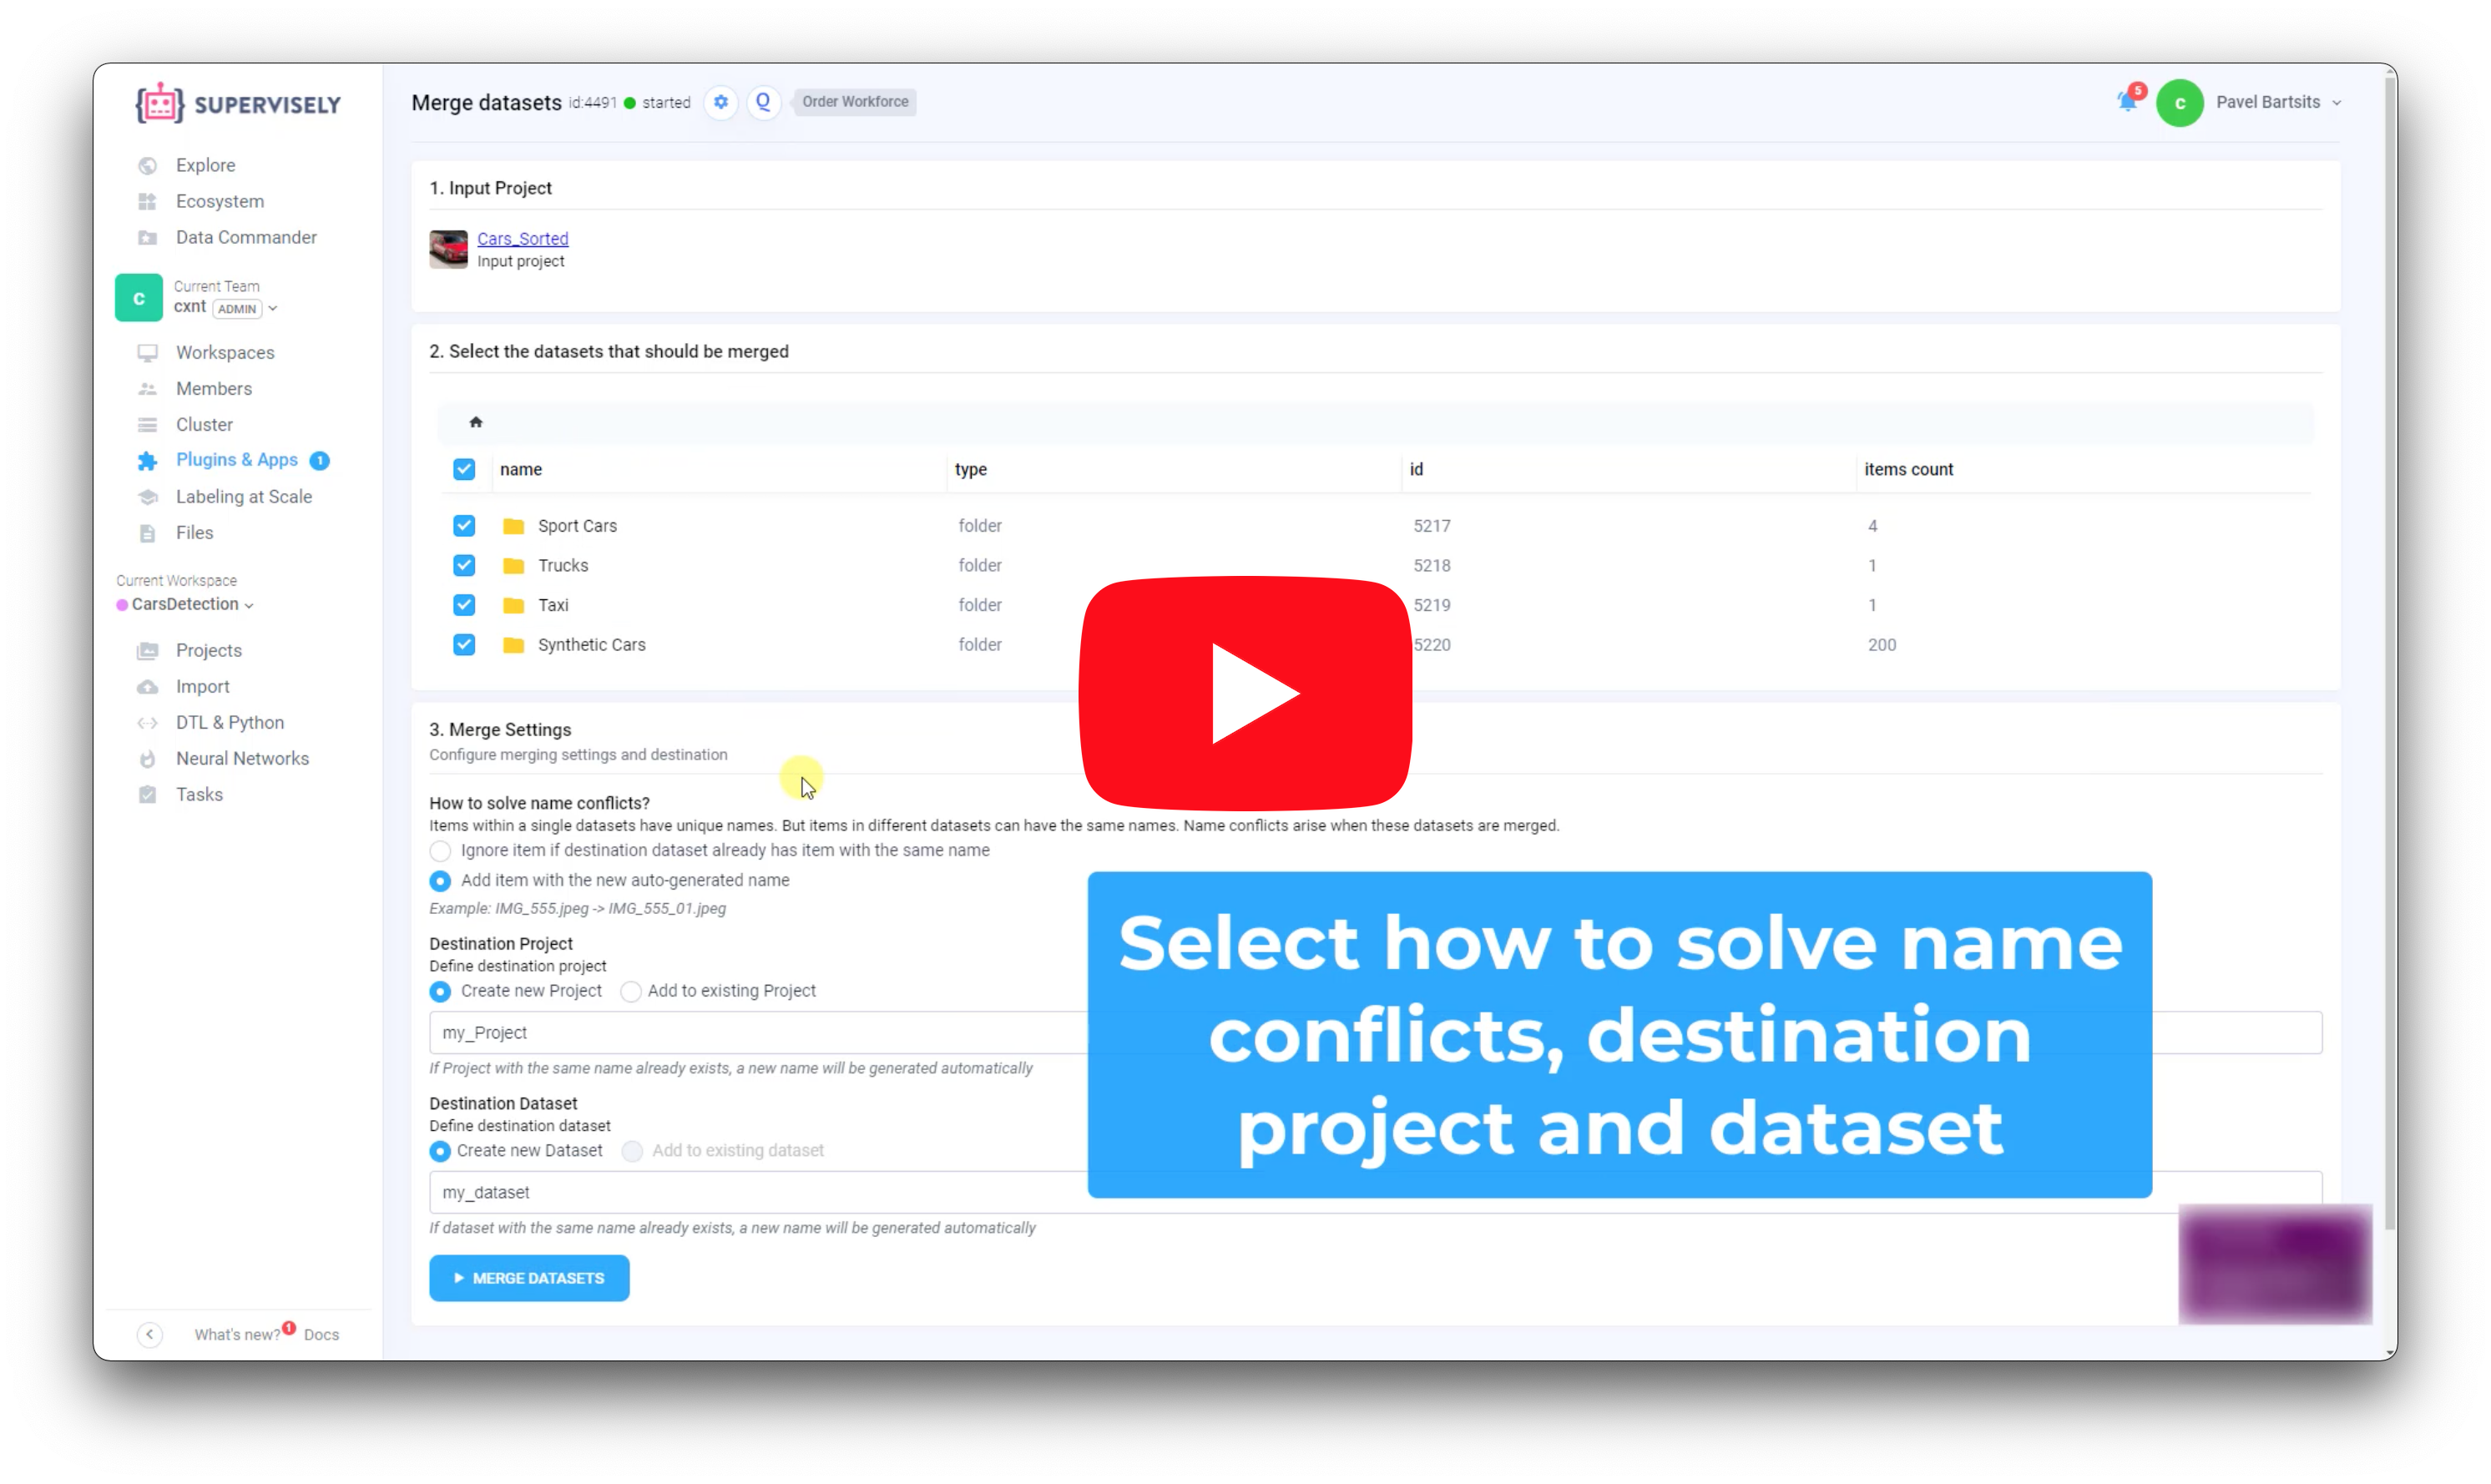 SUPERVISELY
Merge datasets id:4491 started Q Order Workforce
5 c Pavel Bartsits
Explore
Ecosystem
Data Commander
c Current Team
cxnt ADMIN
Workspaces
Members
Cluster
Plugins & Apps 1
Labeling at Scale
Files
Current Workspace
CarsDetection
Projects
Import
DTL & Python
Neural Networks
Tasks
What's new? 1 Docs
1. Input Project
Cars_Sorted
Input project
2. Select the datasets that should be merged
name type id items count
Sport Cars folder 5217 4
Trucks folder 5218 1
Taxi folder 5219 1
Synthetic Cars folder 5220 200
3. Merge Settings
Configure merging settings and destination
How to solve name conflicts?
Items within a single datasets have unique names. But items in different datasets can have the same names. Name conflicts arise when these datasets are merged.
Ignore item if destination dataset already has item with the same name
Add item with the new auto-generated name
Example: IMG_555.jpeg -> IMG_555_01.jpeg
Destination Project
Define destination project
Create new Project Add to existing Project
my_Project
If Project with the same name already exists, a new name will be generated automatically
Destination Dataset
Define destination dataset
Create new Dataset Add to existing dataset
my_dataset
If dataset with the same name already exists, a new name will be generated automatically
MERGE DATASETS
Select how to solve name
conflicts, destination
project and dataset